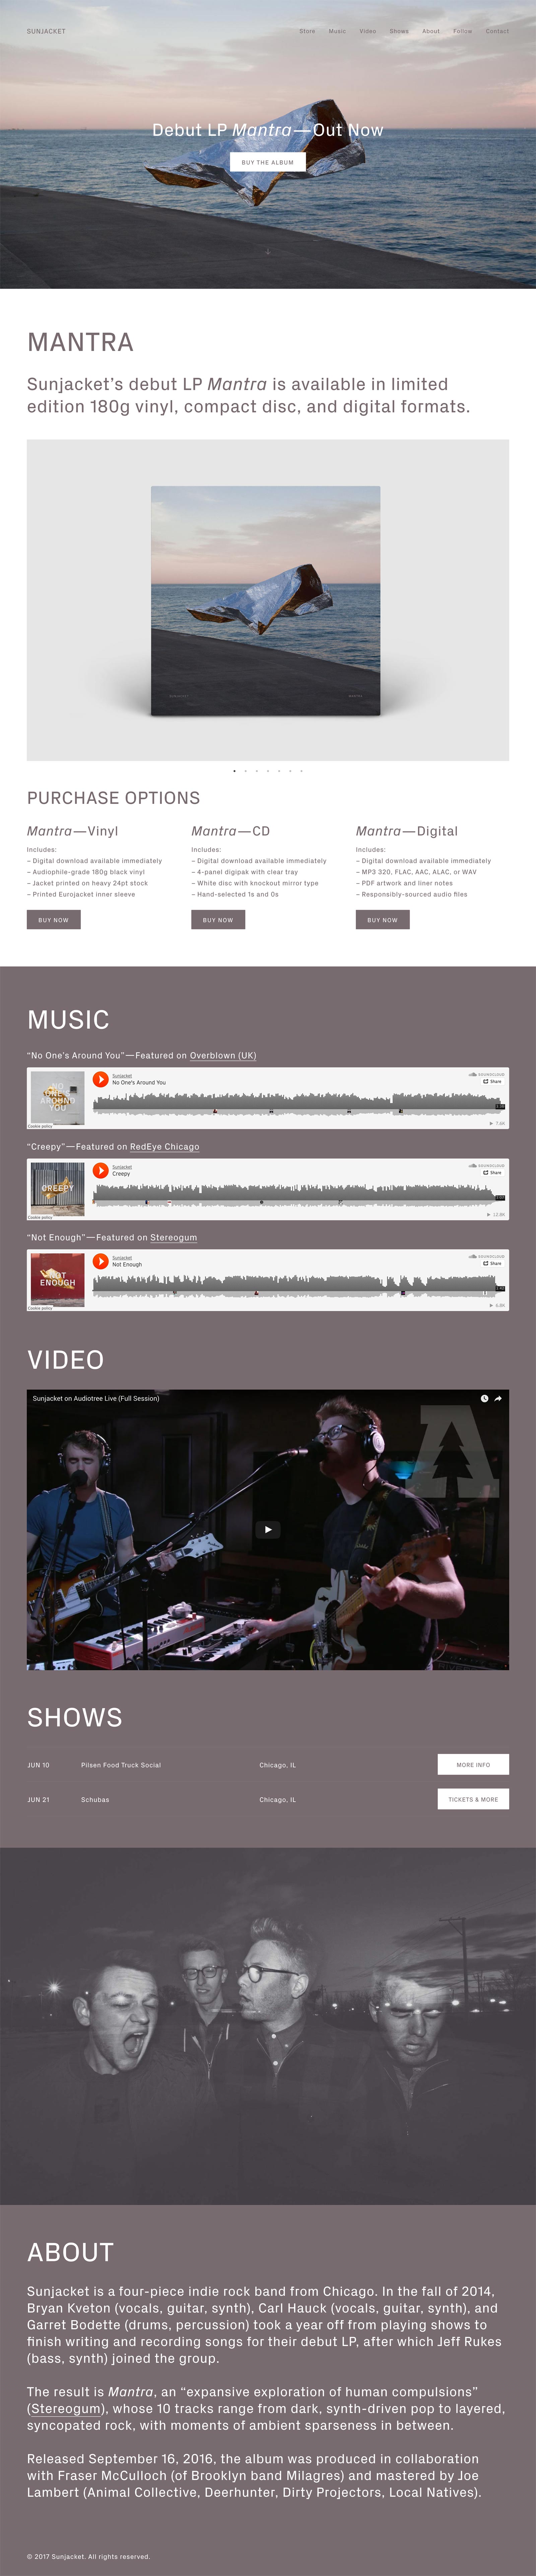 SUNJACKET
Store Music Video Shows About Follow Contact
Debut LP Mantra—Out Now
BUY THE ALBUM
MANTRA
Sunjacket’s debut LP Mantra is available in limited
edition 180g vinyl, compact disc, and digital formats.
SUNJACKET MANTRA
PURCHASE OPTIONS
Mantra—Vinyl
Includes:
– Digital download available immediately
– Audiophile-grade 180g black vinyl
– Jacket printed on heavy 24pt stock
– Printed Eurojacket inner sleeve
BUY NOW
Mantra—CD
Includes:
– Digital download available immediately
– 4-panel digipak with clear tray
– White disc with knockout mirror type
– Hand-selected 1s and 0s
BUY NOW
Mantra—Digital
Includes:
– Digital download available immediately
– MP3 320, FLAC, AAC, ALAC, or WAV
– PDF artwork and liner notes
– Responsibly-sourced audio files
BUY NOW
MUSIC
“No One’s Around You”—Featured on Overblown (UK)
NO
ONE'S
AROUND
YOU
Cookie policy
Sunjacket
No One's Around You
SOUNDCLOUD
Share
7.6K
“Creepy”—Featured on RedEye Chicago
CREEPY
Cookie policy
Sunjacket
Creepy
SOUNDCLOUD
Share
12.8K
“Not Enough”—Featured on Stereogum
NOT
ENOUGH
Cookie policy
Sunjacket
Not Enough
SOUNDCLOUD
Share
6.8K
VIDEO
Sunjacket on Audiotree Live (Full Session)
SHOWS
JUN 10 Pilsen Food Truck Social Chicago, IL MORE INFO
JUN 21 Schubas Chicago, IL TICKETS & MORE
ABOUT
Sunjacket is a four-piece indie rock band from Chicago. In the fall of 2014,
Bryan Kveton (vocals, guitar, synth), Carl Hauck (vocals, guitar, synth), and
Garret Bodette (drums, percussion) took a year off from playing shows to
finish writing and recording songs for their debut LP, after which Jeff Rukes
(bass, synth) joined the group.
The result is Mantra, an “expansive exploration of human compulsions”
(Stereogum), whose 10 tracks range from dark, synth-driven pop to layered,
syncopated rock, with moments of ambient sparseness in between.
Released September 16, 2016, the album was produced in collaboration
with Fraser McCulloch (of Brooklyn band Milagres) and mastered by Joe
Lambert (Animal Collective, Deerhunter, Dirty Projectors, Local Natives).
© 2017 Sunjacket. All rights reserved.